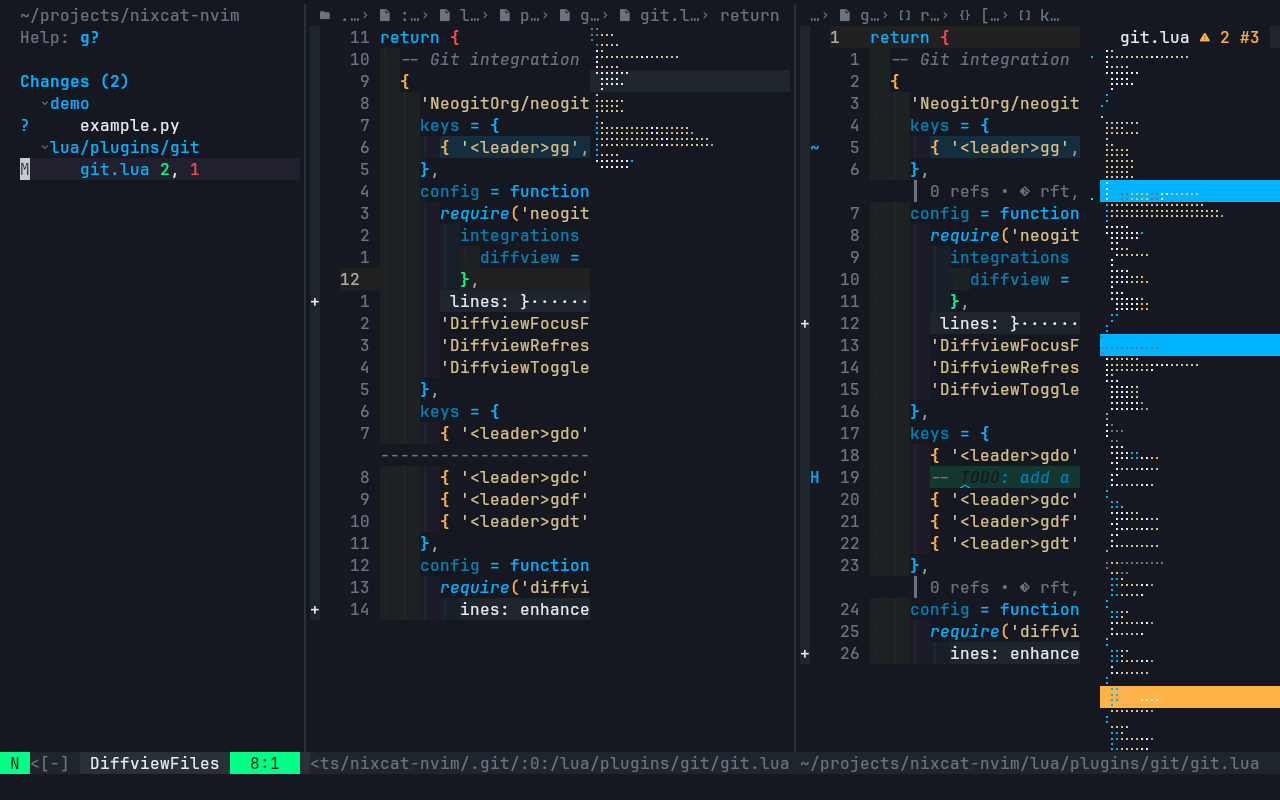 ~/projects/nixcat-nvim
Help: g?
Changes (2)
demo
? example.py
lua/plugins/git
M git.lua 2, 1
….› :…› l…› p…› g…› git.l…› return
11 return {
10 -- Git integration
9 {
8 'NeogitOrg/neogit
7 keys = {
6 { '<leader>gg',
5 },
4 config = function
3 require('neogit
2 integrations
1 diffview =
12 },
+ 1 lines: }······
2 'DiffviewFocusF
3 'DiffviewRefres
4 'DiffviewToggle
5 },
6 keys = {
7 { '<leader>gdo'
---------------------
8 { '<leader>gdc'
9 { '<leader>gdf'
10 { '<leader>gdt'
11 },
12 config = function
13 require('diffvi
+ 14 ines: enhance
…› g…› r…› […› k…
git.lua 2 #3
1 return {
1 -- Git integration
2 {
3 'NeogitOrg/neogit
4 keys = {
~ 5 { '<leader>gg',
6 },
0 refs • rft,
7 config = function
8 require('neogit
9 integrations
10 diffview =
11 },
+ 12 lines: }······
13 'DiffviewFocusF
14 'DiffviewRefres
15 'DiffviewToggle
16 },
17 keys = {
18 { '<leader>gdo'
H 19 -- TODO: add a
20 { '<leader>gdc'
21 { '<leader>gdf'
22 { '<leader>gdt'
23 },
0 refs • rft,
24 config = function
25 require('diffvi
+ 26 ines: enhance
N <[-] DiffviewFiles 8:1 <ts/nixcat-nvim/.git/:0:/lua/plugins/git/git.lua ~/projects/nixcat-nvim/lua/plugins/git/git.lua